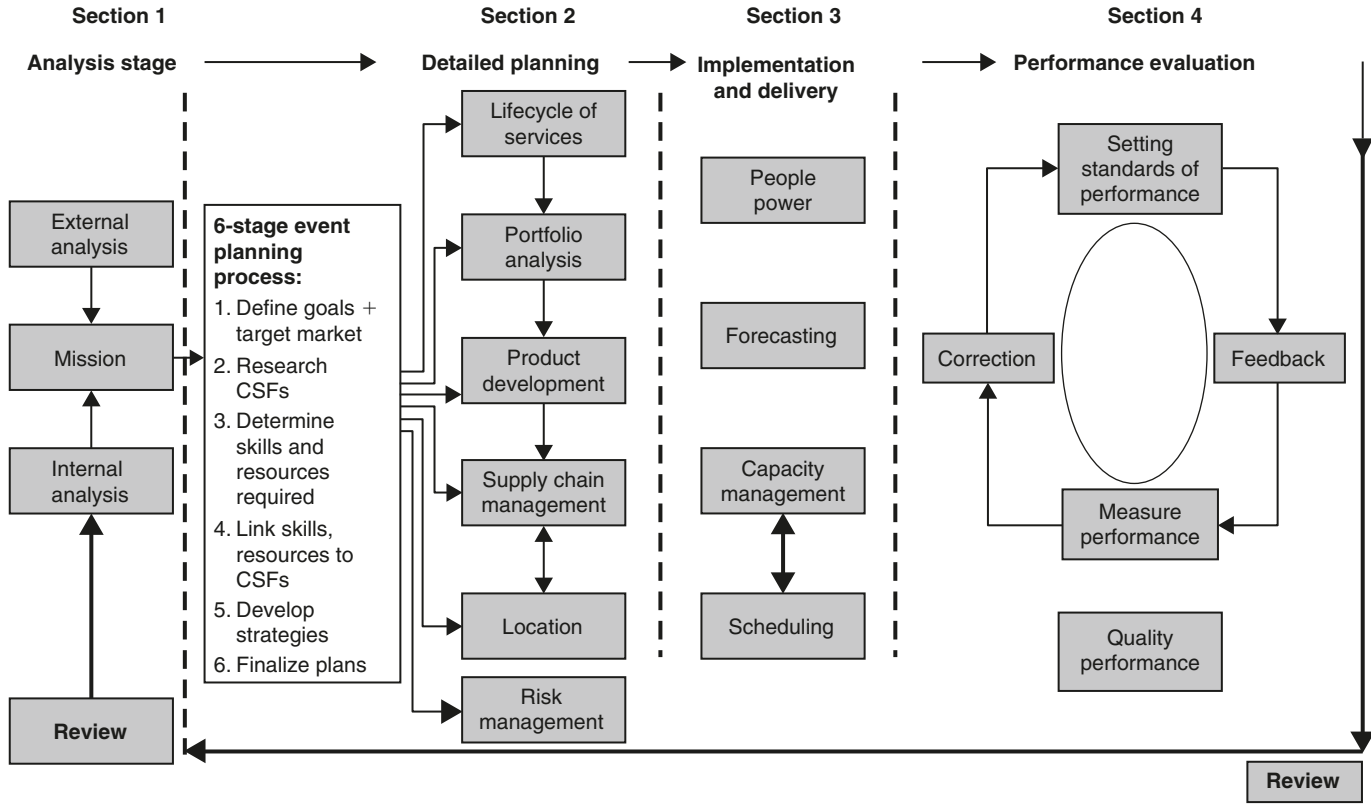 Section 1
Section 2
Section 3
Section 4
Analysis stage
Detailed planning
Implementation
and delivery
Performance evaluation
External
analysis
Mission
Internal
analysis
Review
6-stage event
planning
process:
1. Define goals +
target market
2. Research
CSFs
3. Determine
skills and
resources
required
4. Link skills,
resources to
CSFs
5. Develop
strategies
6. Finalize plans
Lifecycle of
services
Portfolio
analysis
Product
development
Supply chain
management
Location
Risk
management
People
power
Forecasting
Capacity
management
Scheduling
Setting
standards of
performance
Correction
Feedback
Measure
performance
Quality
performance
Review